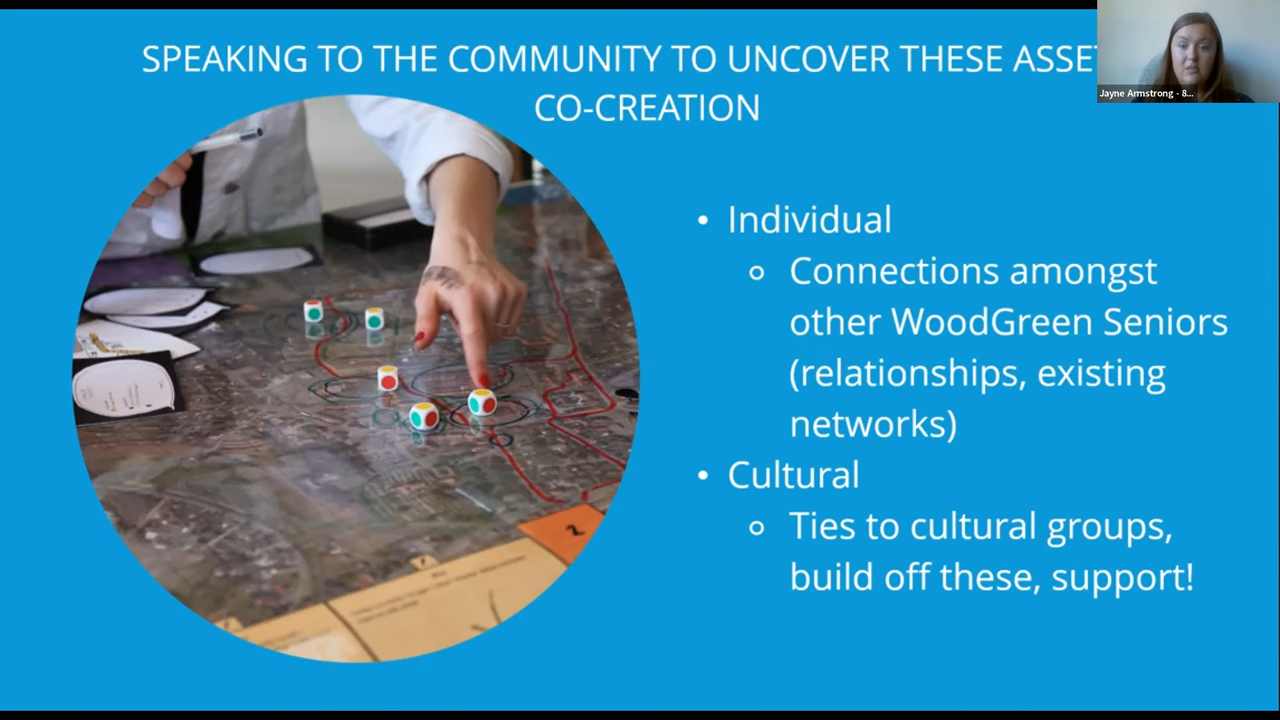 SPEAKING TO THE COMMUNITY TO UNCOVER THESE ASSE
CO-CREATION
Jayne Armstrong - 8...
• Individual
○ Connections amongst
other WoodGreen Seniors
(relationships, existing
networks)
• Cultural
○ Ties to cultural groups,
build off these, support!